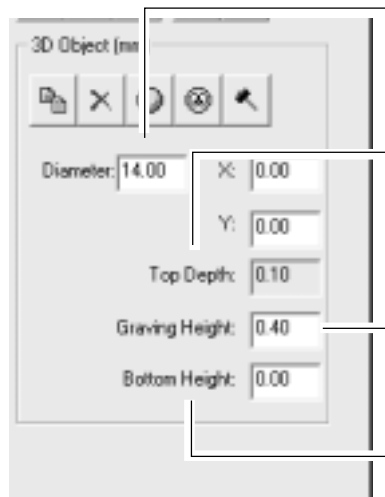 3D Object (mm
Diameter: 14.00 X: 0.00
Y: 0.00
Top Depth: 0.10
Graving Height: 0.40
Bottom Height: 0.00